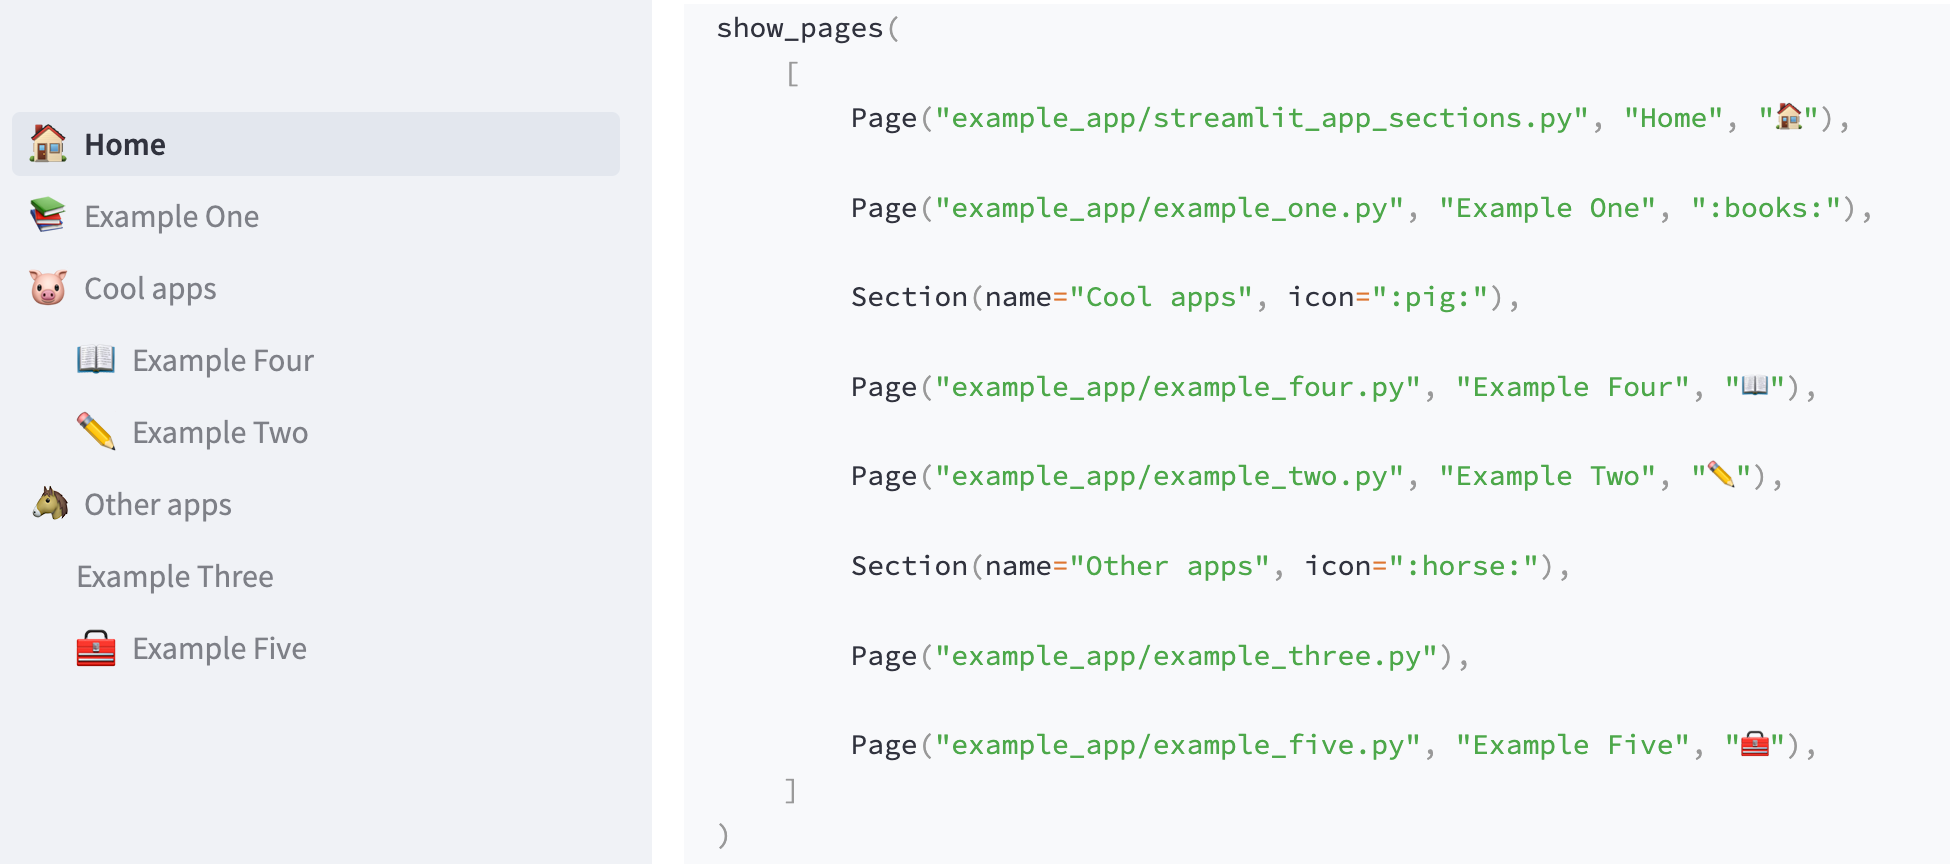 🏠 Home
📚 Example One
🐷 Cool apps
📖 Example Four
✏️ Example Two
🐴 Other apps
Example Three
🧰 Example Five
show_pages(
    [
        Page("example_app/streamlit_app_sections.py", "Home", "🏠"),
        Page("example_app/example_one.py", "Example One", ":books:"),
        Section(name="Cool apps", icon=":pig:"),
        Page("example_app/example_four.py", "Example Four", "📖"),
        Page("example_app/example_two.py", "Example Two", "✏️"),
        Section(name="Other apps", icon=":horse:"),
        Page("example_app/example_three.py"),
        Page("example_app/example_five.py", "Example Five", "🧰"),
    ]
)